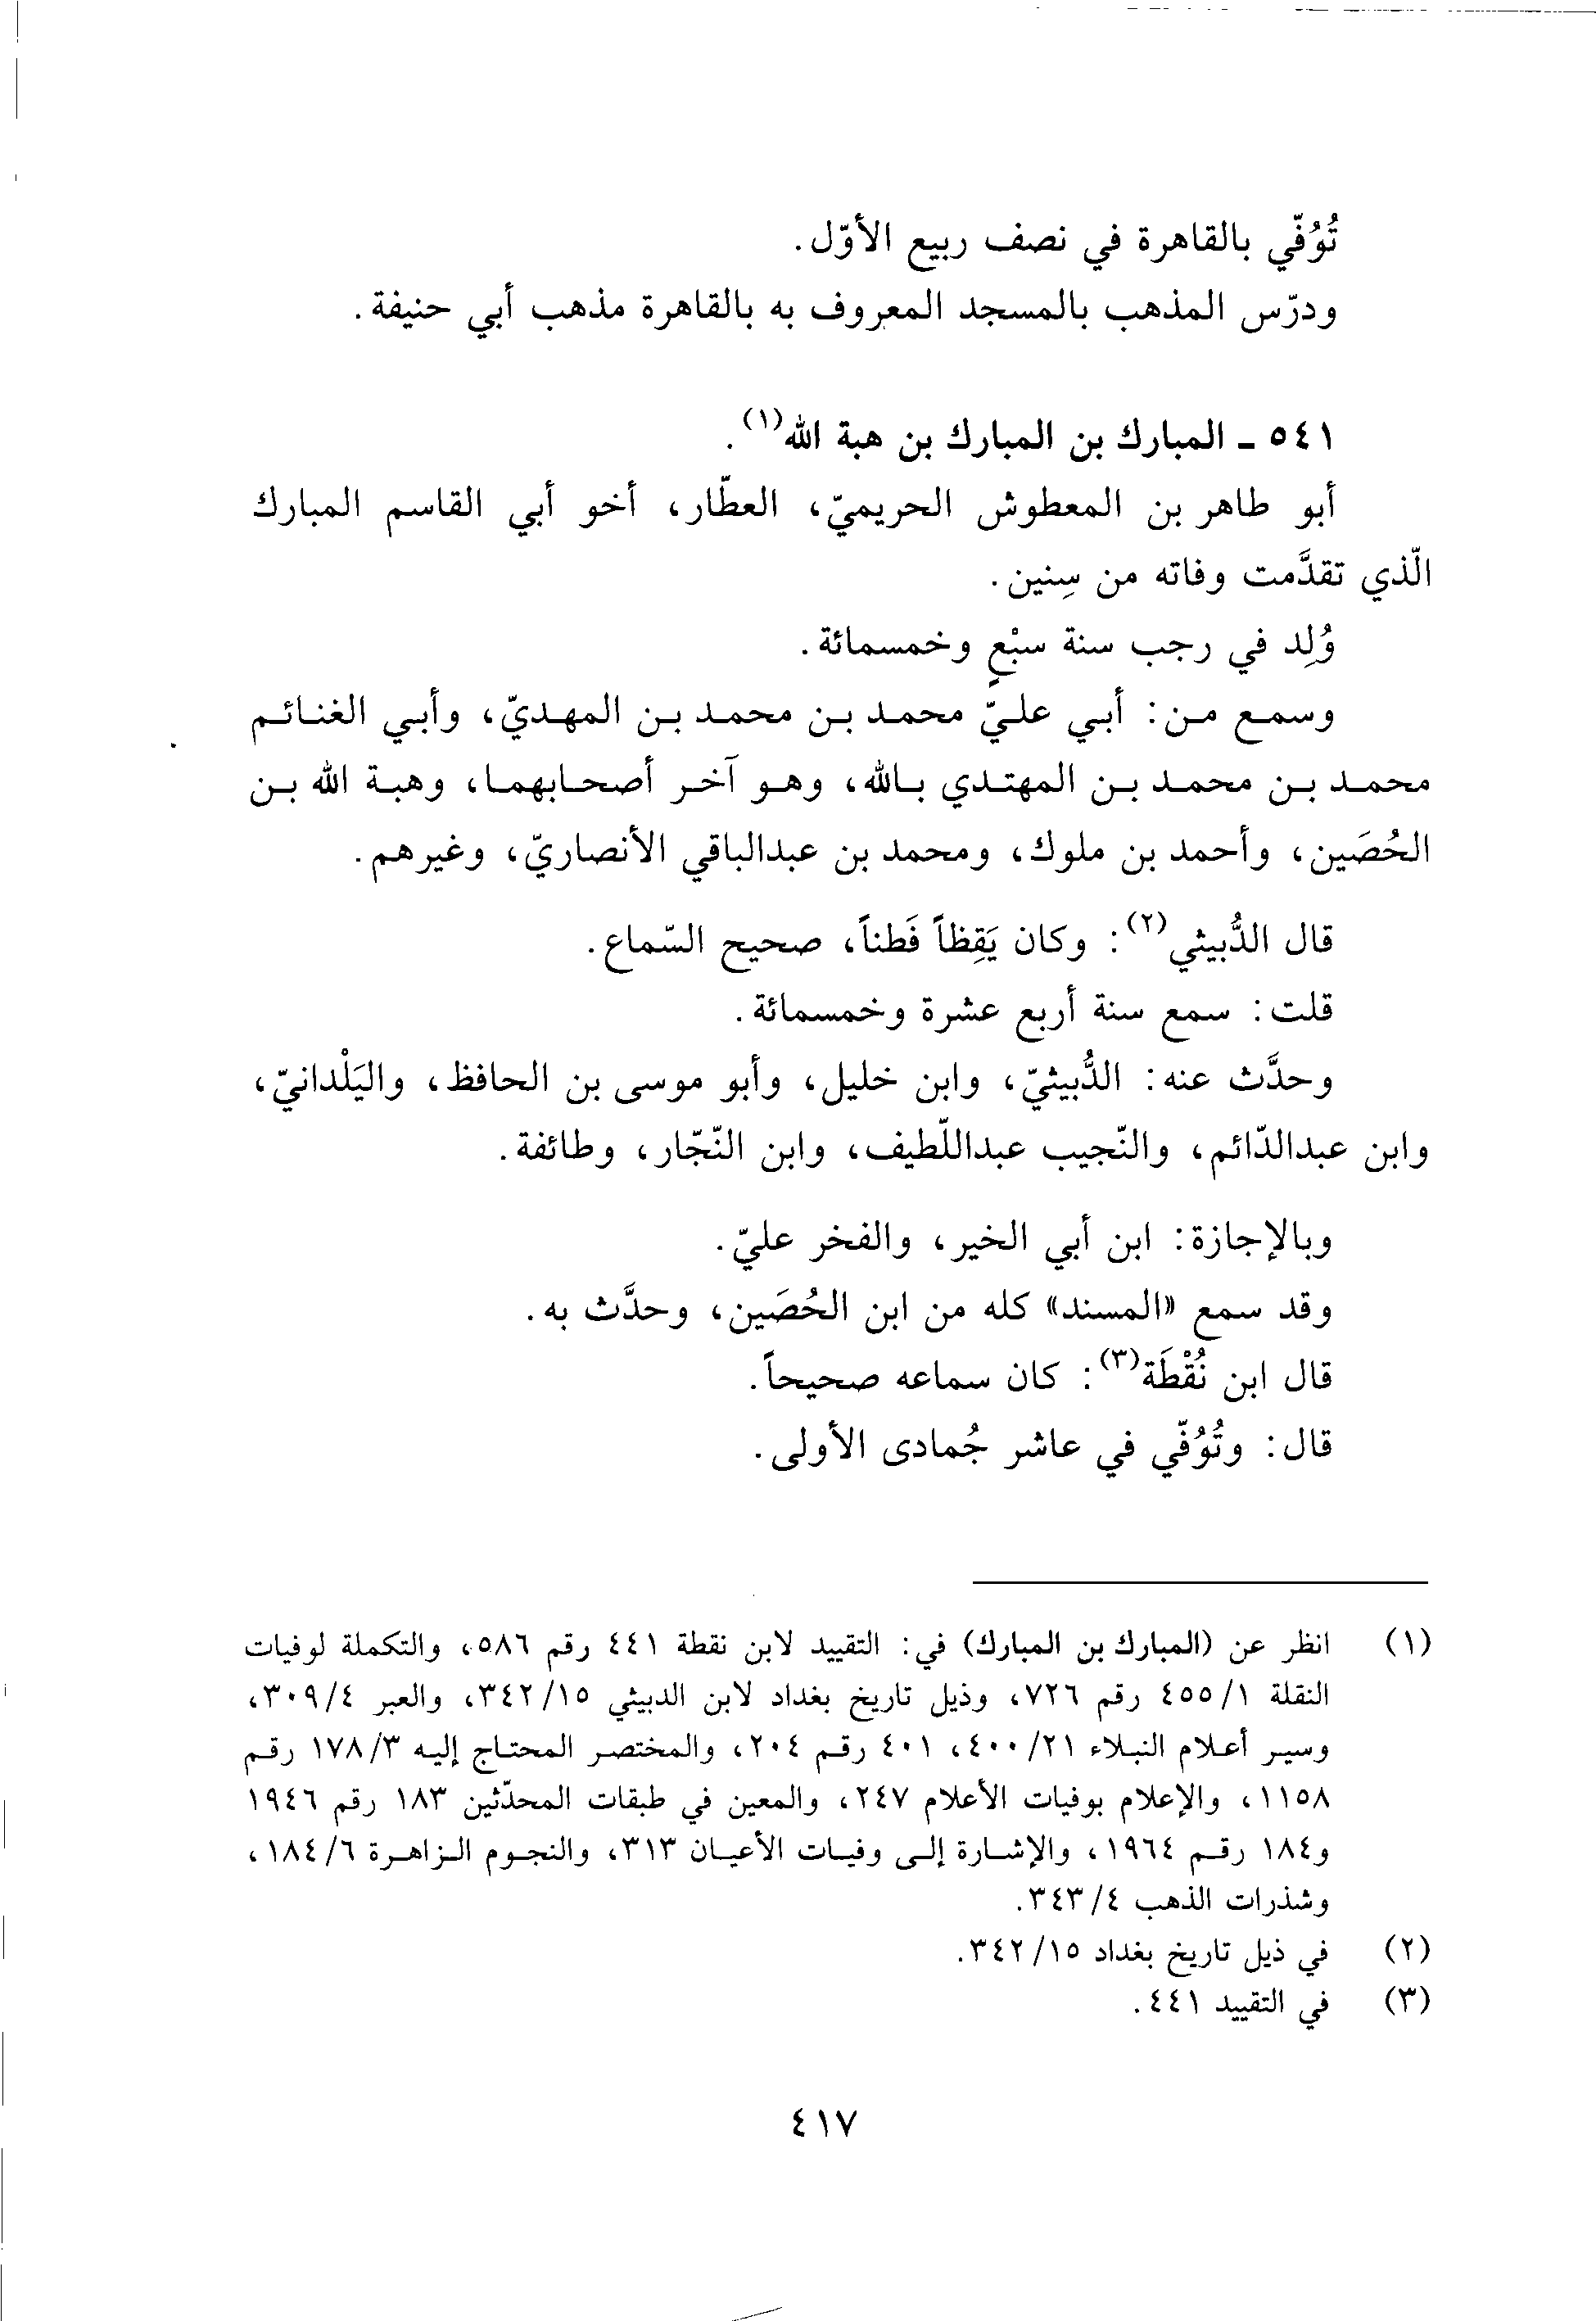 تُوُفّي بالقاهرة في نصف ربيع الأوّل.
ودرّس المذهب بالمسجد المعروف به بالقاهرة مذهب أبي حنيفة.
٥٤١ ـ المبارك بن المبارك بن هبة الله(١).
أبو طاهر بن المعطوش الحريميّ، العطّار، أخو أبي القاسم المبارك
الّذي تقدَّمت وفاته من سِنين.
وُلِد في رجب سنة سبْعٍ وخمسمائة.
وسمع من: أبي عليّ محمد بن محمد بن المهديّ، وأبي الغنائم
محمد بن محمد بن المهتدي بالله، وهو آخر أصحابهما، وهبة الله بن
الحُصَين، وأحمد بن ملوك، ومحمد بن عبدالباقي الأنصاريّ، وغيرهم.
قال الدُّبيثي(٢): وكان يَقِظاً فَطناً، صحيح السّماع.
قلت: سمع سنة أربع عشرة وخمسمائة.
وحدَّث عنه: الدُّبيثيّ، وابن خليل، وأبو موسى بن الحافظ، واليَلْدانيّ،
وابن عبدالدّائم، والنّجيب عبداللّطيف، وابن النّجّار، وطائفة.
وبالإجازة: ابن أبي الخير، والفخر عليّ.
وقد سمع «المسند» كله من ابن الحُصَين، وحدَّث به.
قال ابن نُقْطَة(٣): كان سماعه صحيحاً.
قال: وتُوُفّي في عاشر جُمادى الأولى.
(١) انظر عن (المبارك بن المبارك) في: التقييد لابن نقطة ٤٤١ رقم ٥٨٦، والتكملة لوفيات
النقلة ١/ ٤٥٥ رقم ٧٢٦، وذيل تاريخ بغداد لابن الدبيثي ١٥/ ٣٤٢، والعبر ٤/ ٣٠٩،
وسير أعلام النبلاء ٢١/ ٤٠٠، ٤٠١ رقم ٢٠٤، والمختصر المحتاج إليه ٣/ ١٧٨ رقم
١١٥٨، والإعلام بوفيات الأعلام ٢٤٧، والمعين في طبقات المحدّثين ١٨٣ رقم ١٩٤٦
و١٨٤ رقم ١٩٦٤، والإشارة إلى وفيات الأعيان ٣١٣، والنجوم الزاهرة ٦/ ١٨٤،
وشذرات الذهب ٤/ ٣٤٣.
(٢) في ذيل تاريخ بغداد ١٥/ ٣٤٢.
(٣) في التقييد ٤٤١.
٤١٧